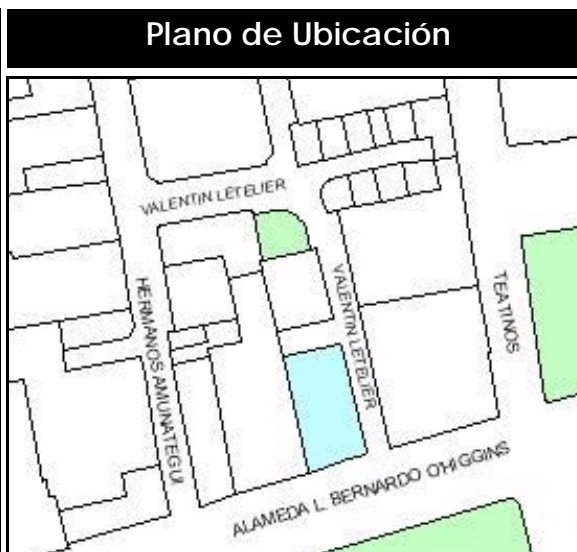 Plano de Ubicación
VALENTIN LETELIER
HERMANOS AMUNATEGUI
VALENTIN LETELIER
TEATINOS
ALAMEDA L. BERNARDO O'HIGGINS